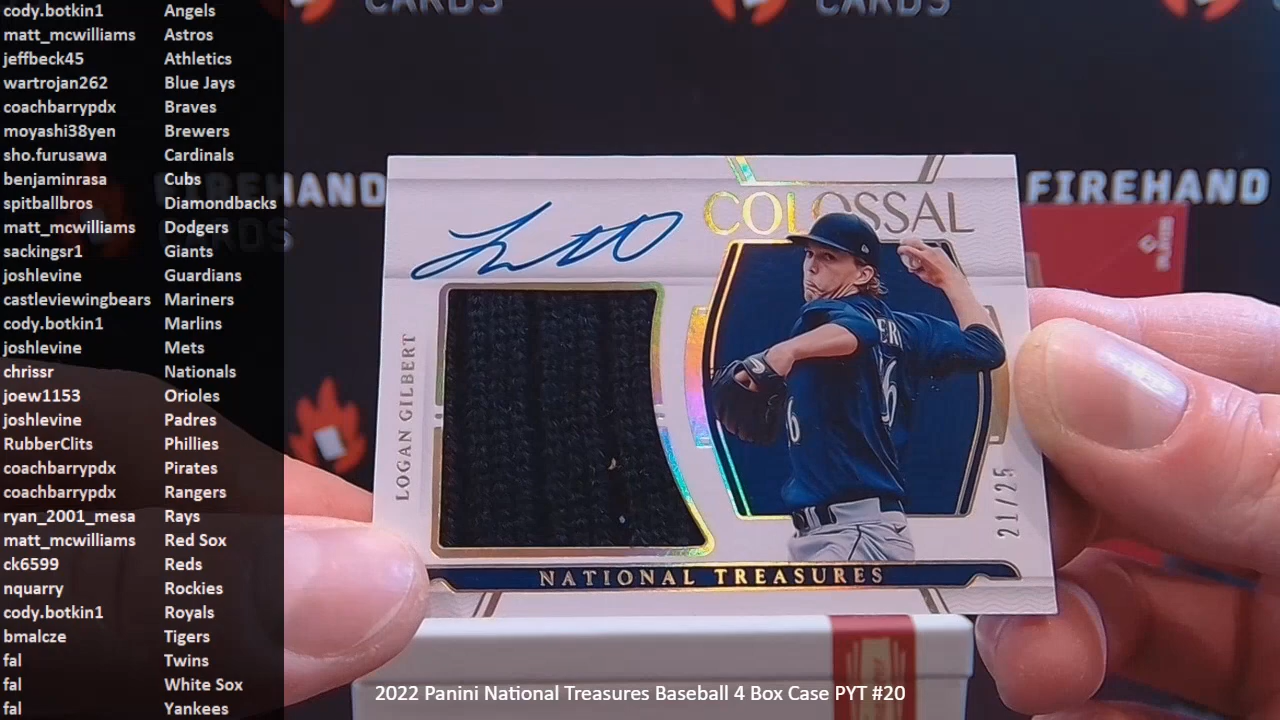 cody.botkin1 Angels
matt_mcwilliams Astros
jeffbeck45 Athletics
wartrojan262 Blue Jays
coachbarrypdx Braves
moyashi38yen Brewers
sho.furusawa Cardinals
benjaminrasa Cubs
spitballbros Diamondbacks
matt_mcwilliams Dodgers
sackingsr1 Giants
joshlevine Guardians
castleviewingbears Mariners
cody.botkin1 Marlins
joshlevine Mets
chrissr Nationals
joew1153 Orioles
joshlevine Padres
RubberClits Phillies
coachbarrypdx Pirates
coachbarrypdx Rangers
ryan_2001_mesa Rays
matt_mcwilliams Red Sox
ck6599 Reds
nquarry Rockies
cody.botkin1 Royals
bmalcze Tigers
fal Twins
fal White Sox
fal Yankees
CARDS
CARDS
FIREHAND
CARDS
FIREHAND
COLOSSAL
LOGAN GILBERT
21/25
NATIONAL TREASURES
2022 Panini National Treasures Baseball 4 Box Case PYT #20